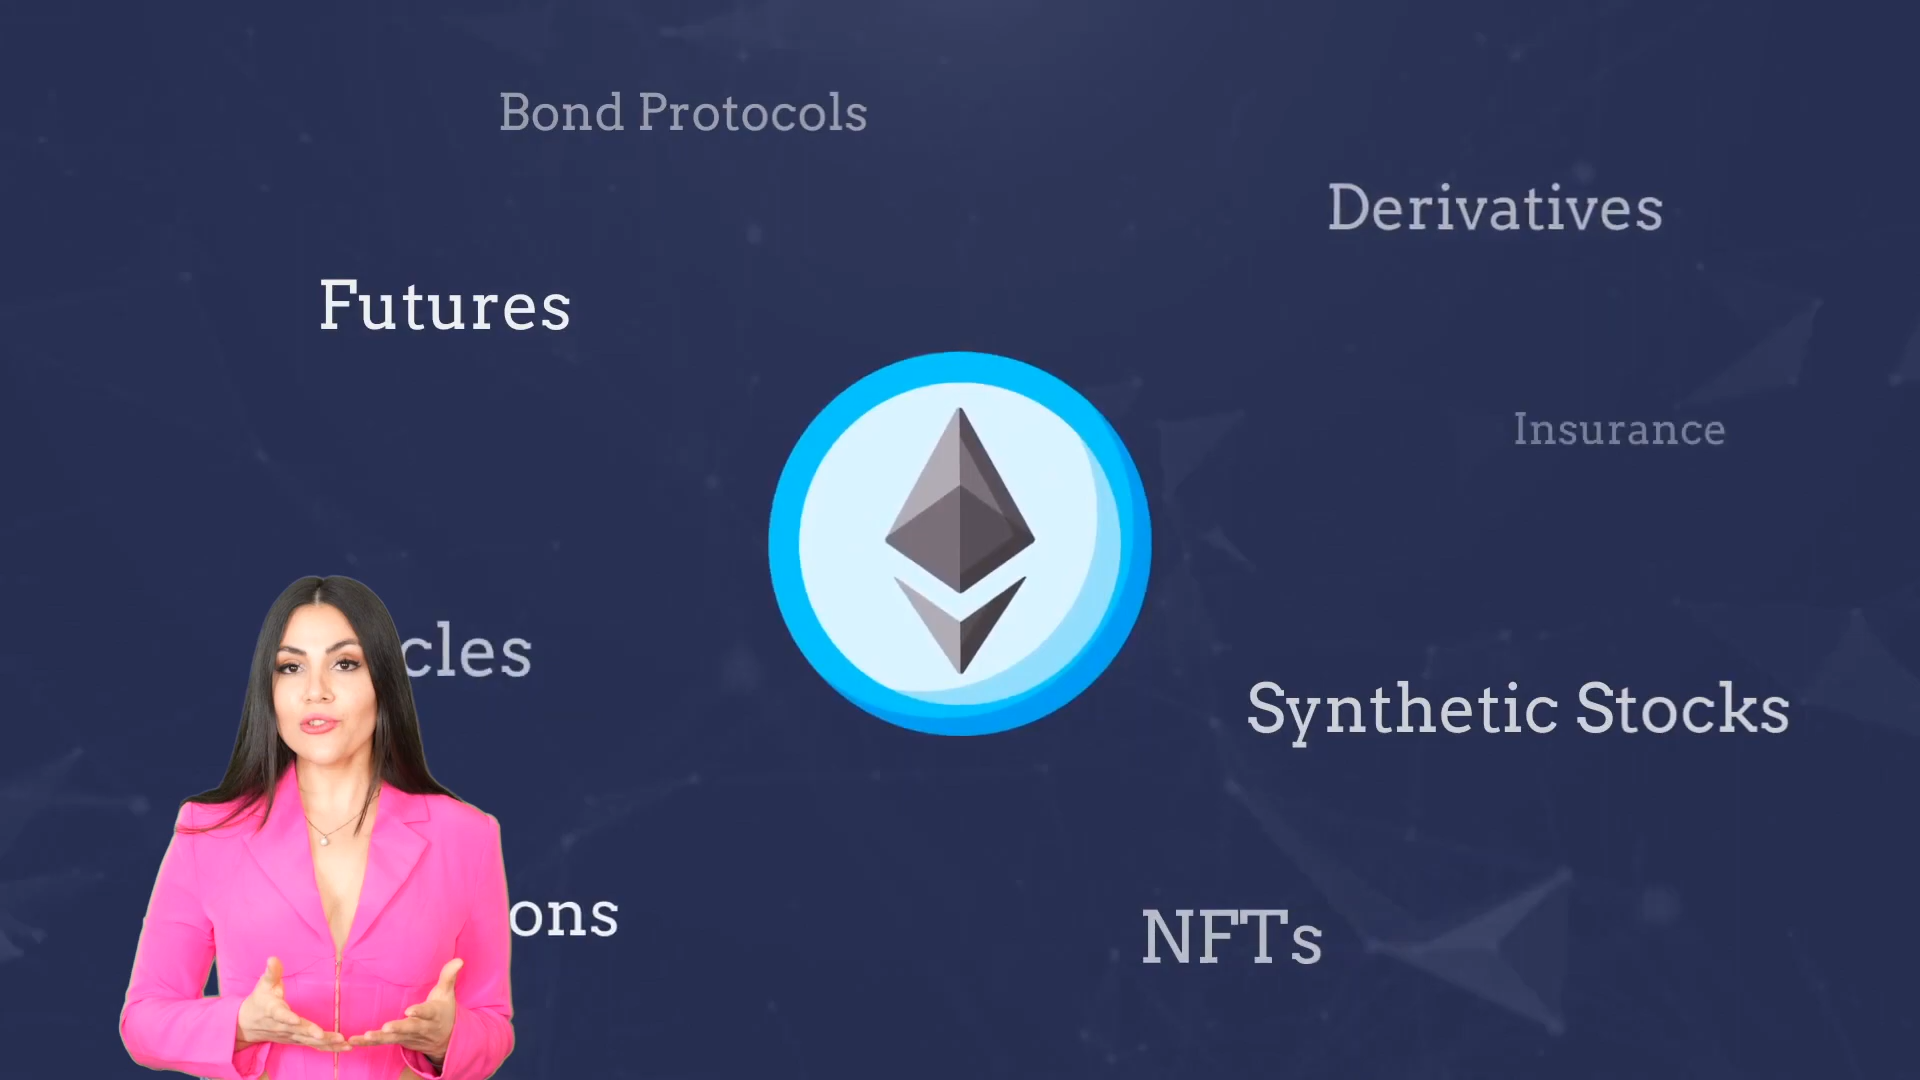 Bond Protocols
Derivatives
Futures
Insurance
cles
Synthetic Stocks
ons
NFTs